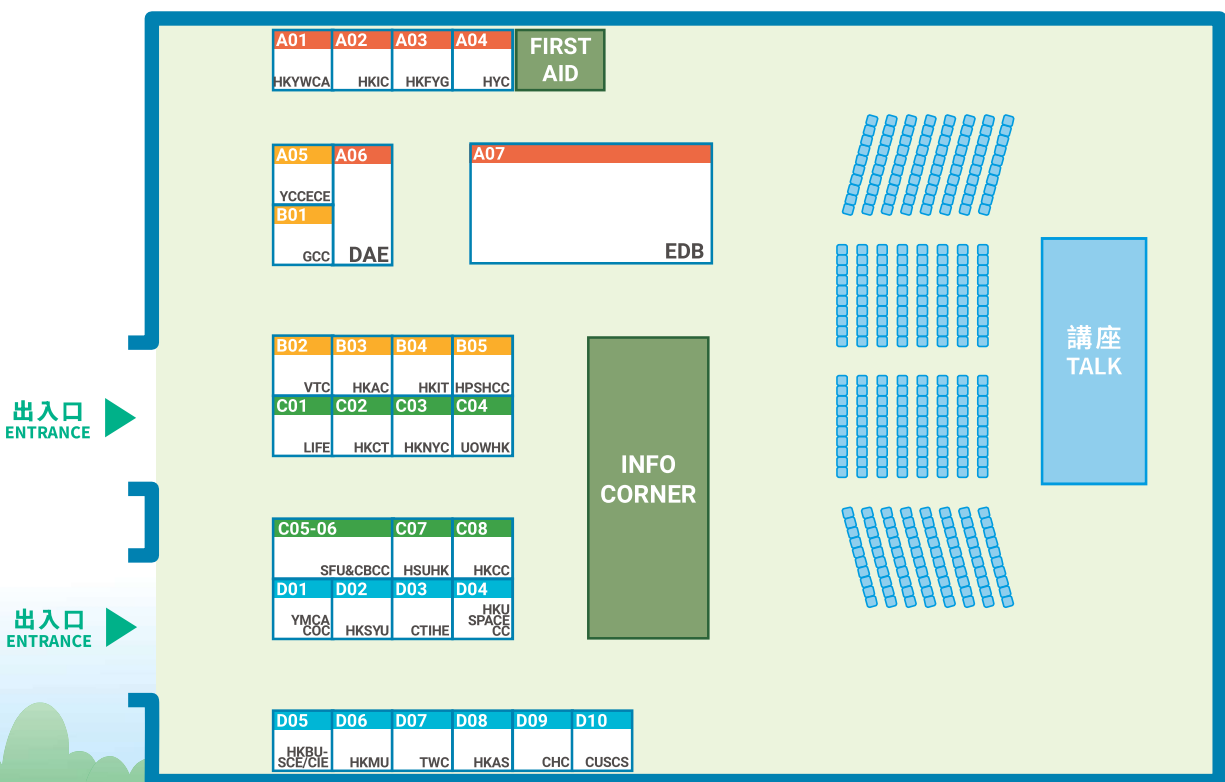 A01 A02 A03 A04
FIRST
AID
HKYWCA HKIC HKFYG HYC
A05 A06 A07
YCCECE
B01
GCC DAE EDB
講座
TALK
B02 B03 B04 B05
VTC HKAC HKIT HPSHCC
C01 C02 C03 C04
LIFE HKCT HKNYC UOWHK
出入口
ENTRANCE
INFO
CORNER
C05-06 C07 C08
SFU&CBCC HSUHK HKCC
D01 D02 D03 D04
YMCA
COC
HKSYU CTIHE
HKU
SPACE
CC
出入口
ENTRANCE
D05 D06 D07 D08 D09 D10
HKBU-
SCE/CIE
HKMU TWC HKAS CHC CUSCS